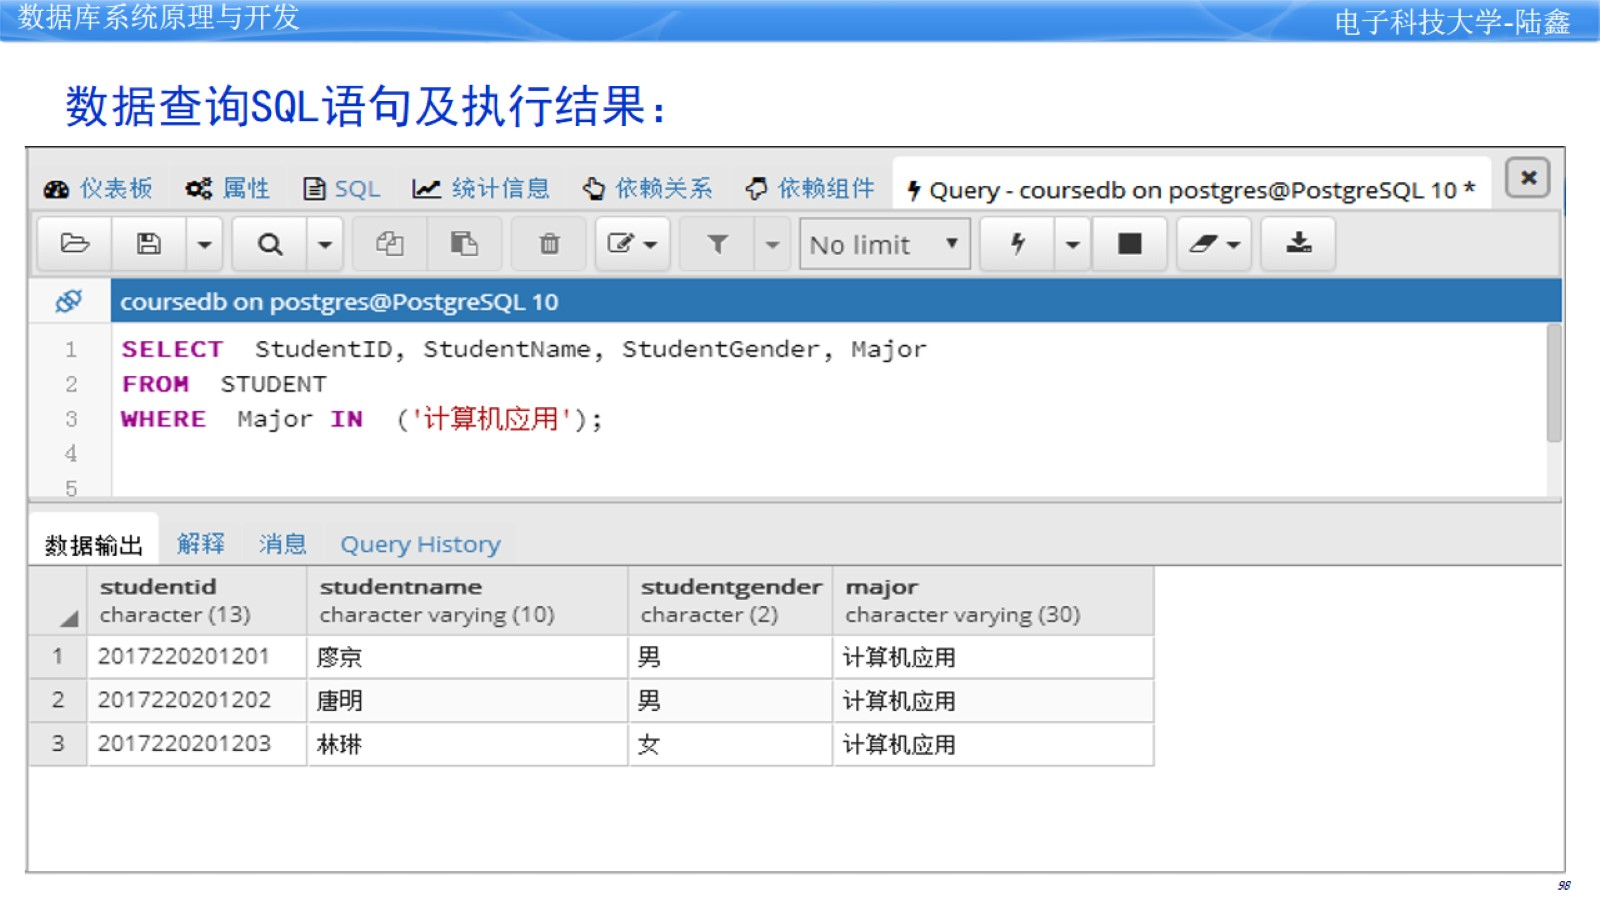 数据库系统原理与开发
电子科技大学-陆鑫
数据查询SQL语句及执行结果：
仪表板 属性 SQL 统计信息 依赖关系 依赖组件 Query - coursedb on postgres@PostgreSQL 10 *
No limit
coursedb on postgres@PostgreSQL 10
1 SELECT StudentID, StudentName, StudentGender, Major
2 FROM STUDENT
3 WHERE Major IN ('计算机应用');
4
5
数据输出 解释 消息 Query History
studentid studentname studentgender major
character (13) character varying (10) character (2) character varying (30)
1 2017220201201 廖京 男 计算机应用
2 2017220201202 唐明 男 计算机应用
3 2017220201203 林琳 女 计算机应用
98